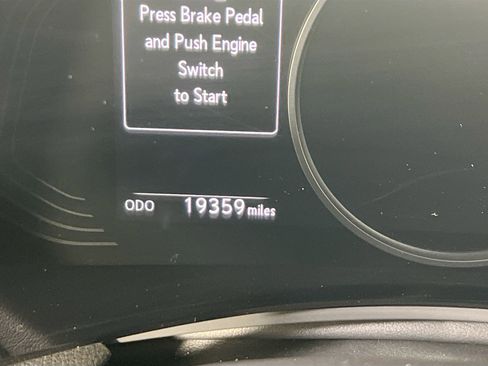 Press Brake Pedal
and Push Engine
Switch
to Start
ODO 19359 miles